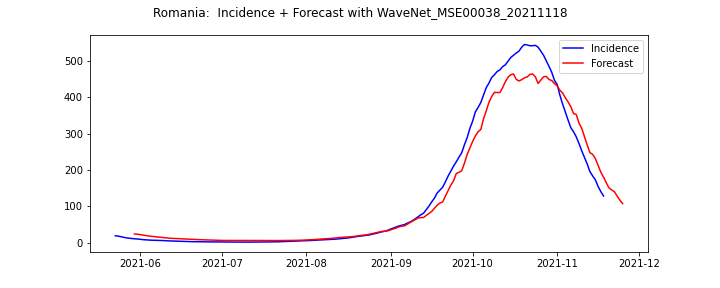 Romania:  Incidence + Forecast with WaveNet_MSE00038_20211118
Incidence
Forecast
500
400
300
200
100
0
2021-06 2021-07 2021-08 2021-09 2021-10 2021-11 2021-12